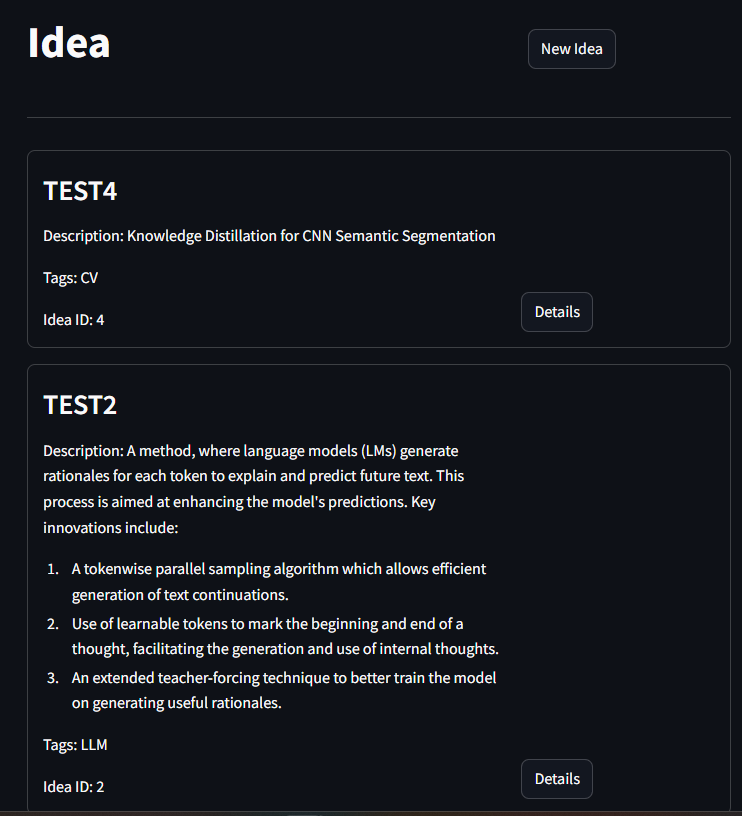 Idea
New Idea
TEST4
Description: Knowledge Distillation for CNN Semantic Segmentation
Tags: CV
Idea ID: 4
Details
TEST2
Description: A method, where language models (LMs) generate
rationales for each token to explain and predict future text. This
process is aimed at enhancing the model's predictions. Key
innovations include:
1. A tokenwise parallel sampling algorithm which allows efficient
generation of text continuations.
2. Use of learnable tokens to mark the beginning and end of a
thought, facilitating the generation and use of internal thoughts.
3. An extended teacher-forcing technique to better train the model
on generating useful rationales.
Tags: LLM
Idea ID: 2
Details